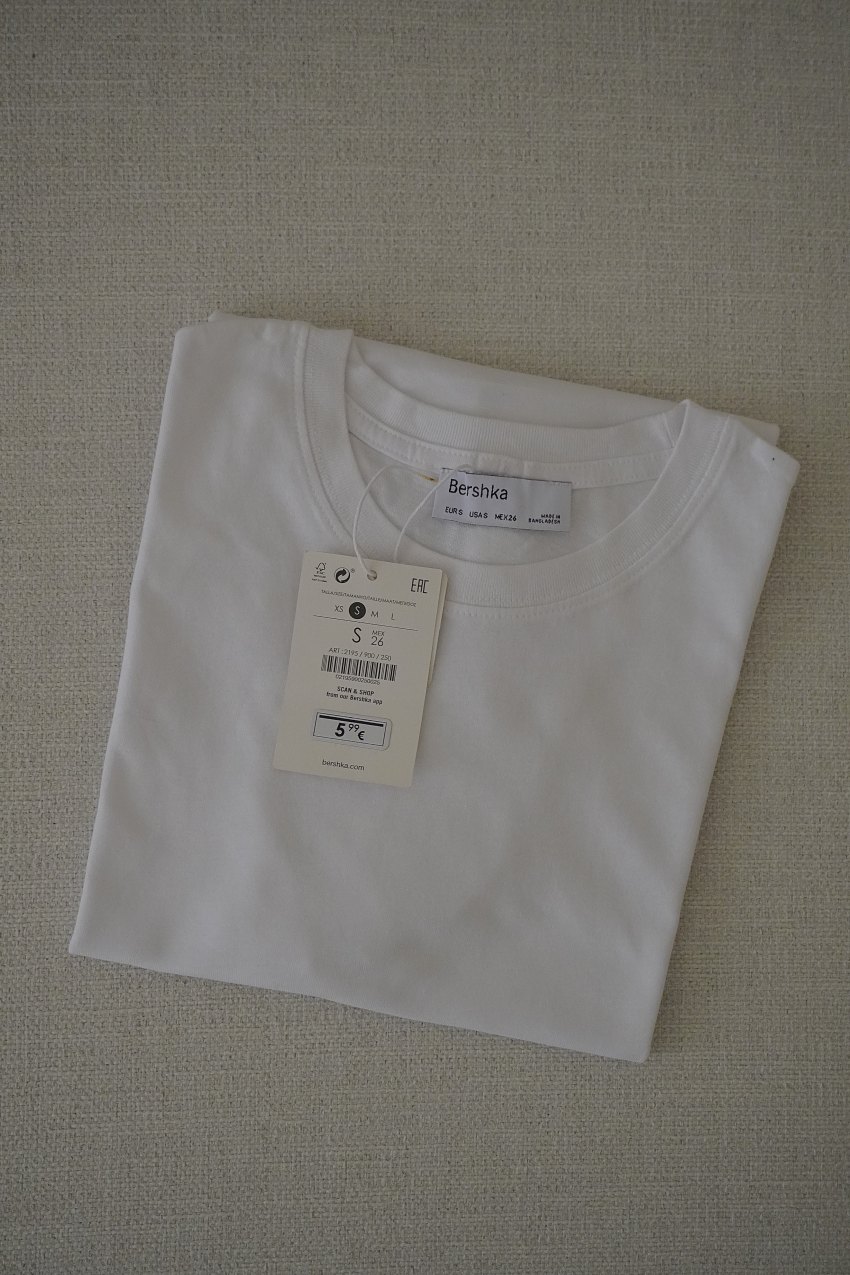 Bershka
EUR S USA S MEX 26 MADE IN
BANGLADESH
EAC
XS S M L
S MEX
26
ART : 2195 / 900 / 250
02195900250025
SCAN & SHOP
from our Bershka app
5 99 €
bershka.com